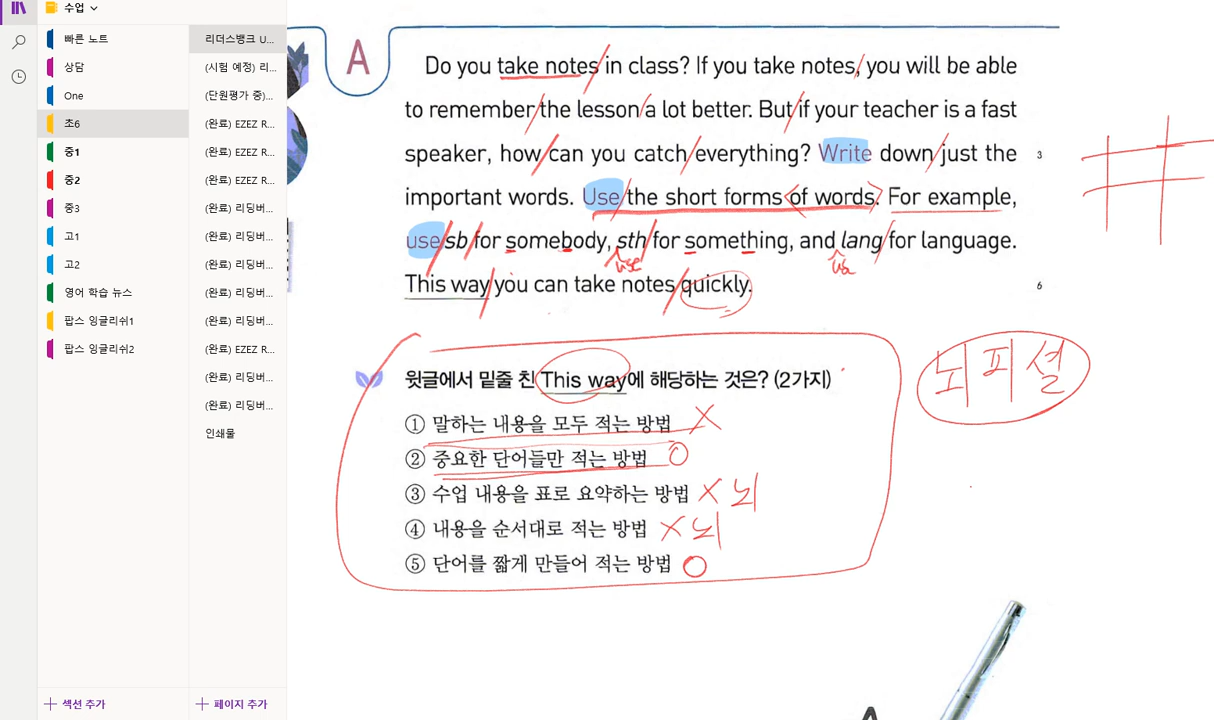 수업
빠른 노트
상담
One
초6
중1
중2
중3
고1
고2
영어 학습 뉴스
팝스 잉글리쉬1
팝스 잉글리쉬2
섹션 추가
리더스뱅크 U...
(시험 예정) 리...
(단원평가 중)...
(완료) EZEZ R...
(완료) 리딩버...
(완료) 리딩버...
(완료) 리딩버...
(완료) 리딩버...
(완료) 리딩버...
(완료) 리딩버...
(완료) 리딩버...
(완료) EZEZ R...
(완료) 리딩버...
(완료) 리딩버...
인쇄물
페이지 추가
A
Do you take notes in class? If you take notes, you will be able
to remember the lesson a lot better. But if your teacher is a fast
speaker, how can you catch everything? Write down just the 3
important words. Use the short forms of words. For example,
use sb for somebody, sth for something, and lang for language.
use
This way you can take notes quickly. 6
윗글에서 밑줄 친 This way에 해당하는 것은? (2가지)
① 말하는 내용을 모두 적는 방법 X
② 중요한 단어들만 적는 방법 O
③ 수업 내용을 표로 요약하는 방법 X 뇌
④ 내용을 순서대로 적는 방법 X 뇌
⑤ 단어를 짧게 만들어 적는 방법 O
뇌피셜